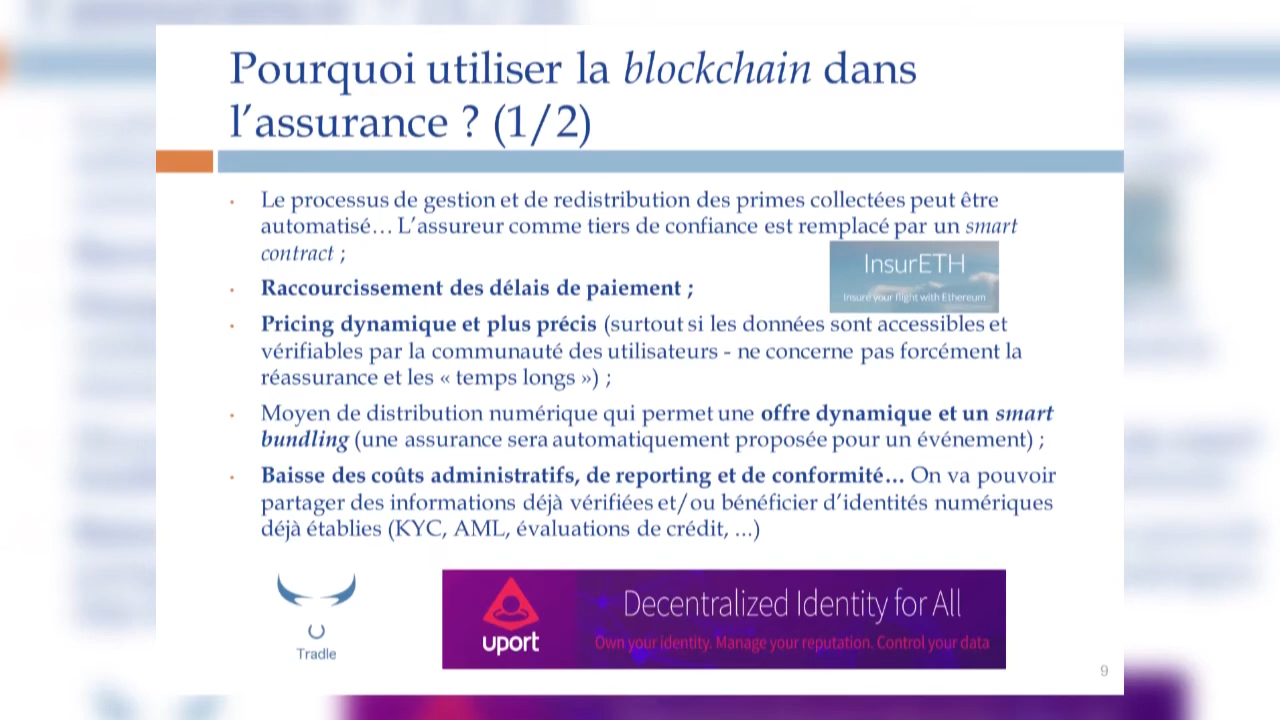 Pourquoi utiliser la blockchain dans
l’assurance ? (1/2)
• Le processus de gestion et de redistribution des primes collectées peut être
automatisé… L’assureur comme tiers de confiance est remplacé par un smart
contract ;
InsurETH
Insure your flight with Ethereum
• Raccourcissement des délais de paiement ;
• Pricing dynamique et plus précis (surtout si les données sont accessibles et
vérifiables par la communauté des utilisateurs - ne concerne pas forcément la
réassurance et les « temps longs ») ;
• Moyen de distribution numérique qui permet une offre dynamique et un smart
bundling (une assurance sera automatiquement proposée pour un événement) ;
• Baisse des coûts administratifs, de reporting et de conformité… On va pouvoir
partager des informations déjà vérifiées et/ou bénéficier d’identités numériques
déjà établies (KYC, AML, évaluations de crédit, …)
Tradle
uport
Decentralized Identity for All
Own your identity. Manage your reputation. Control your data
9